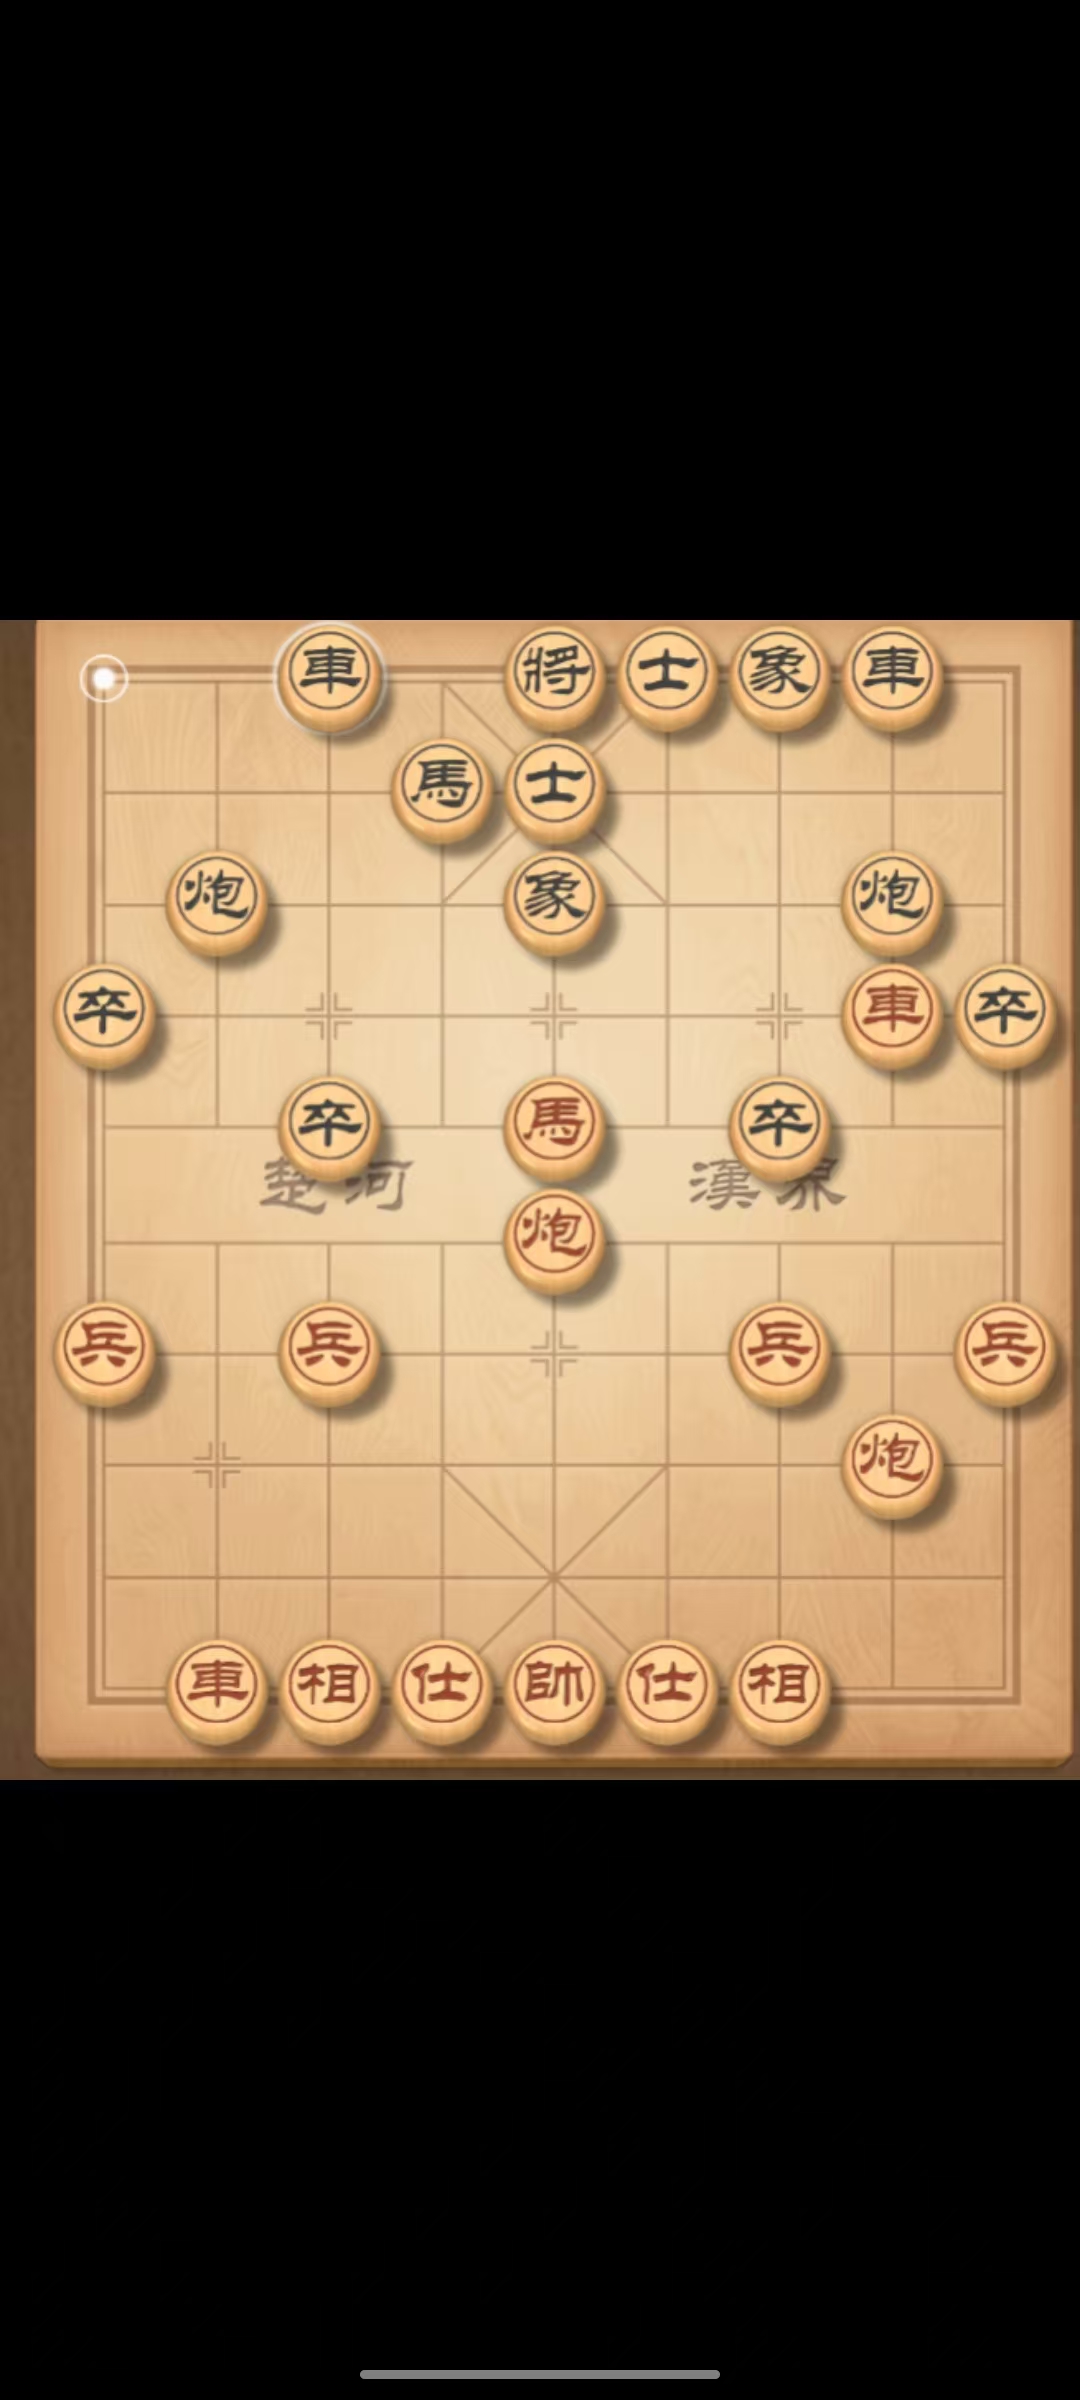 車 將 士 象 車
馬 士
炮 象 炮
卒 車 卒
卒 馬 卒
楚河 漢界
炮
兵 兵 兵 兵
炮
車 相 仕 帥 仕 相